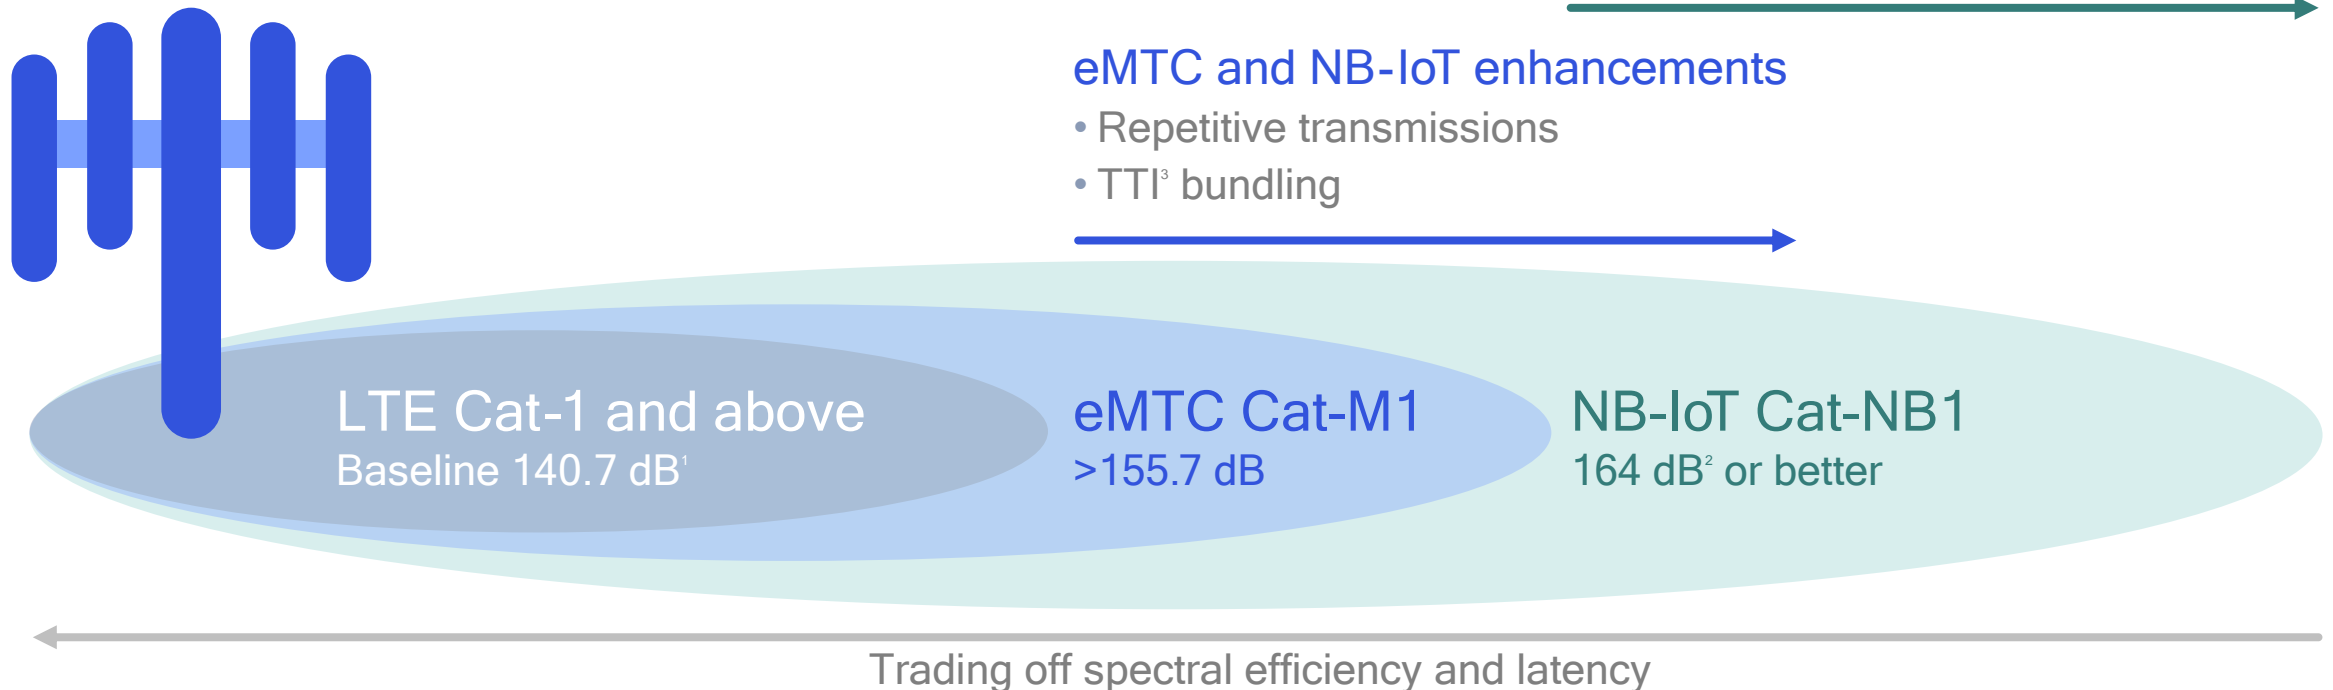 eMTC and NB-IoT enhancements
• Repetitive transmissions
• TTI³ bundling
LTE Cat-1 and above
Baseline 140.7 dB¹
eMTC Cat-M1
>155.7 dB
NB-IoT Cat-NB1
164 dB² or better
Trading off spectral efficiency and latency